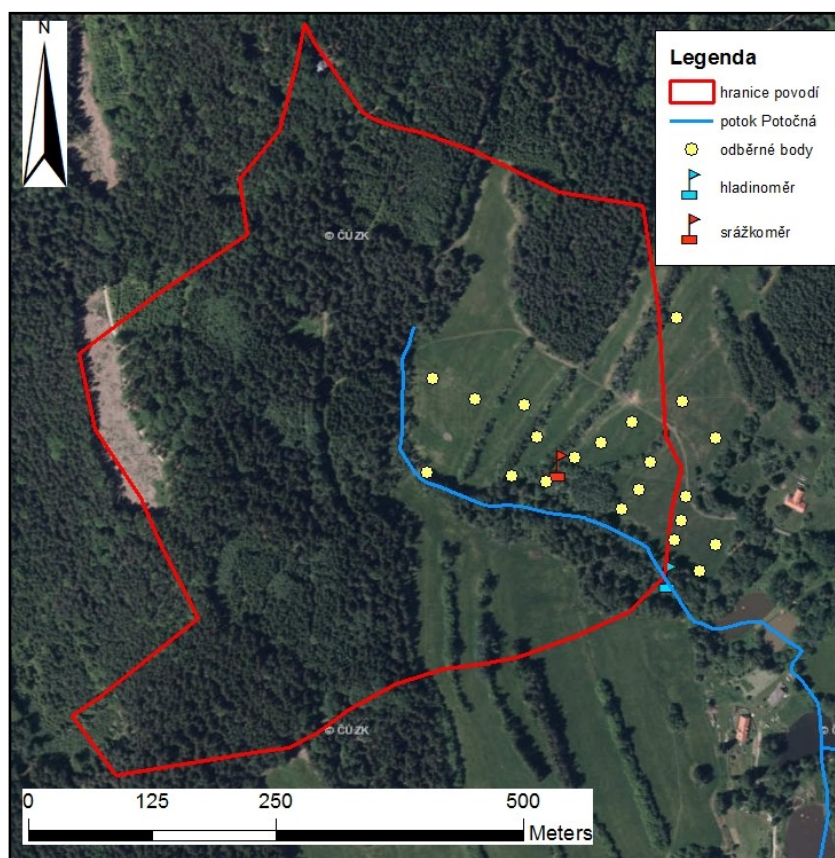 N
Legenda
hranice povodí
potok Potočná
odběrné body
hladinoměr
srážkoměr
© ČÚZK
© ČÚZK
©
0 125 250 500
Meters